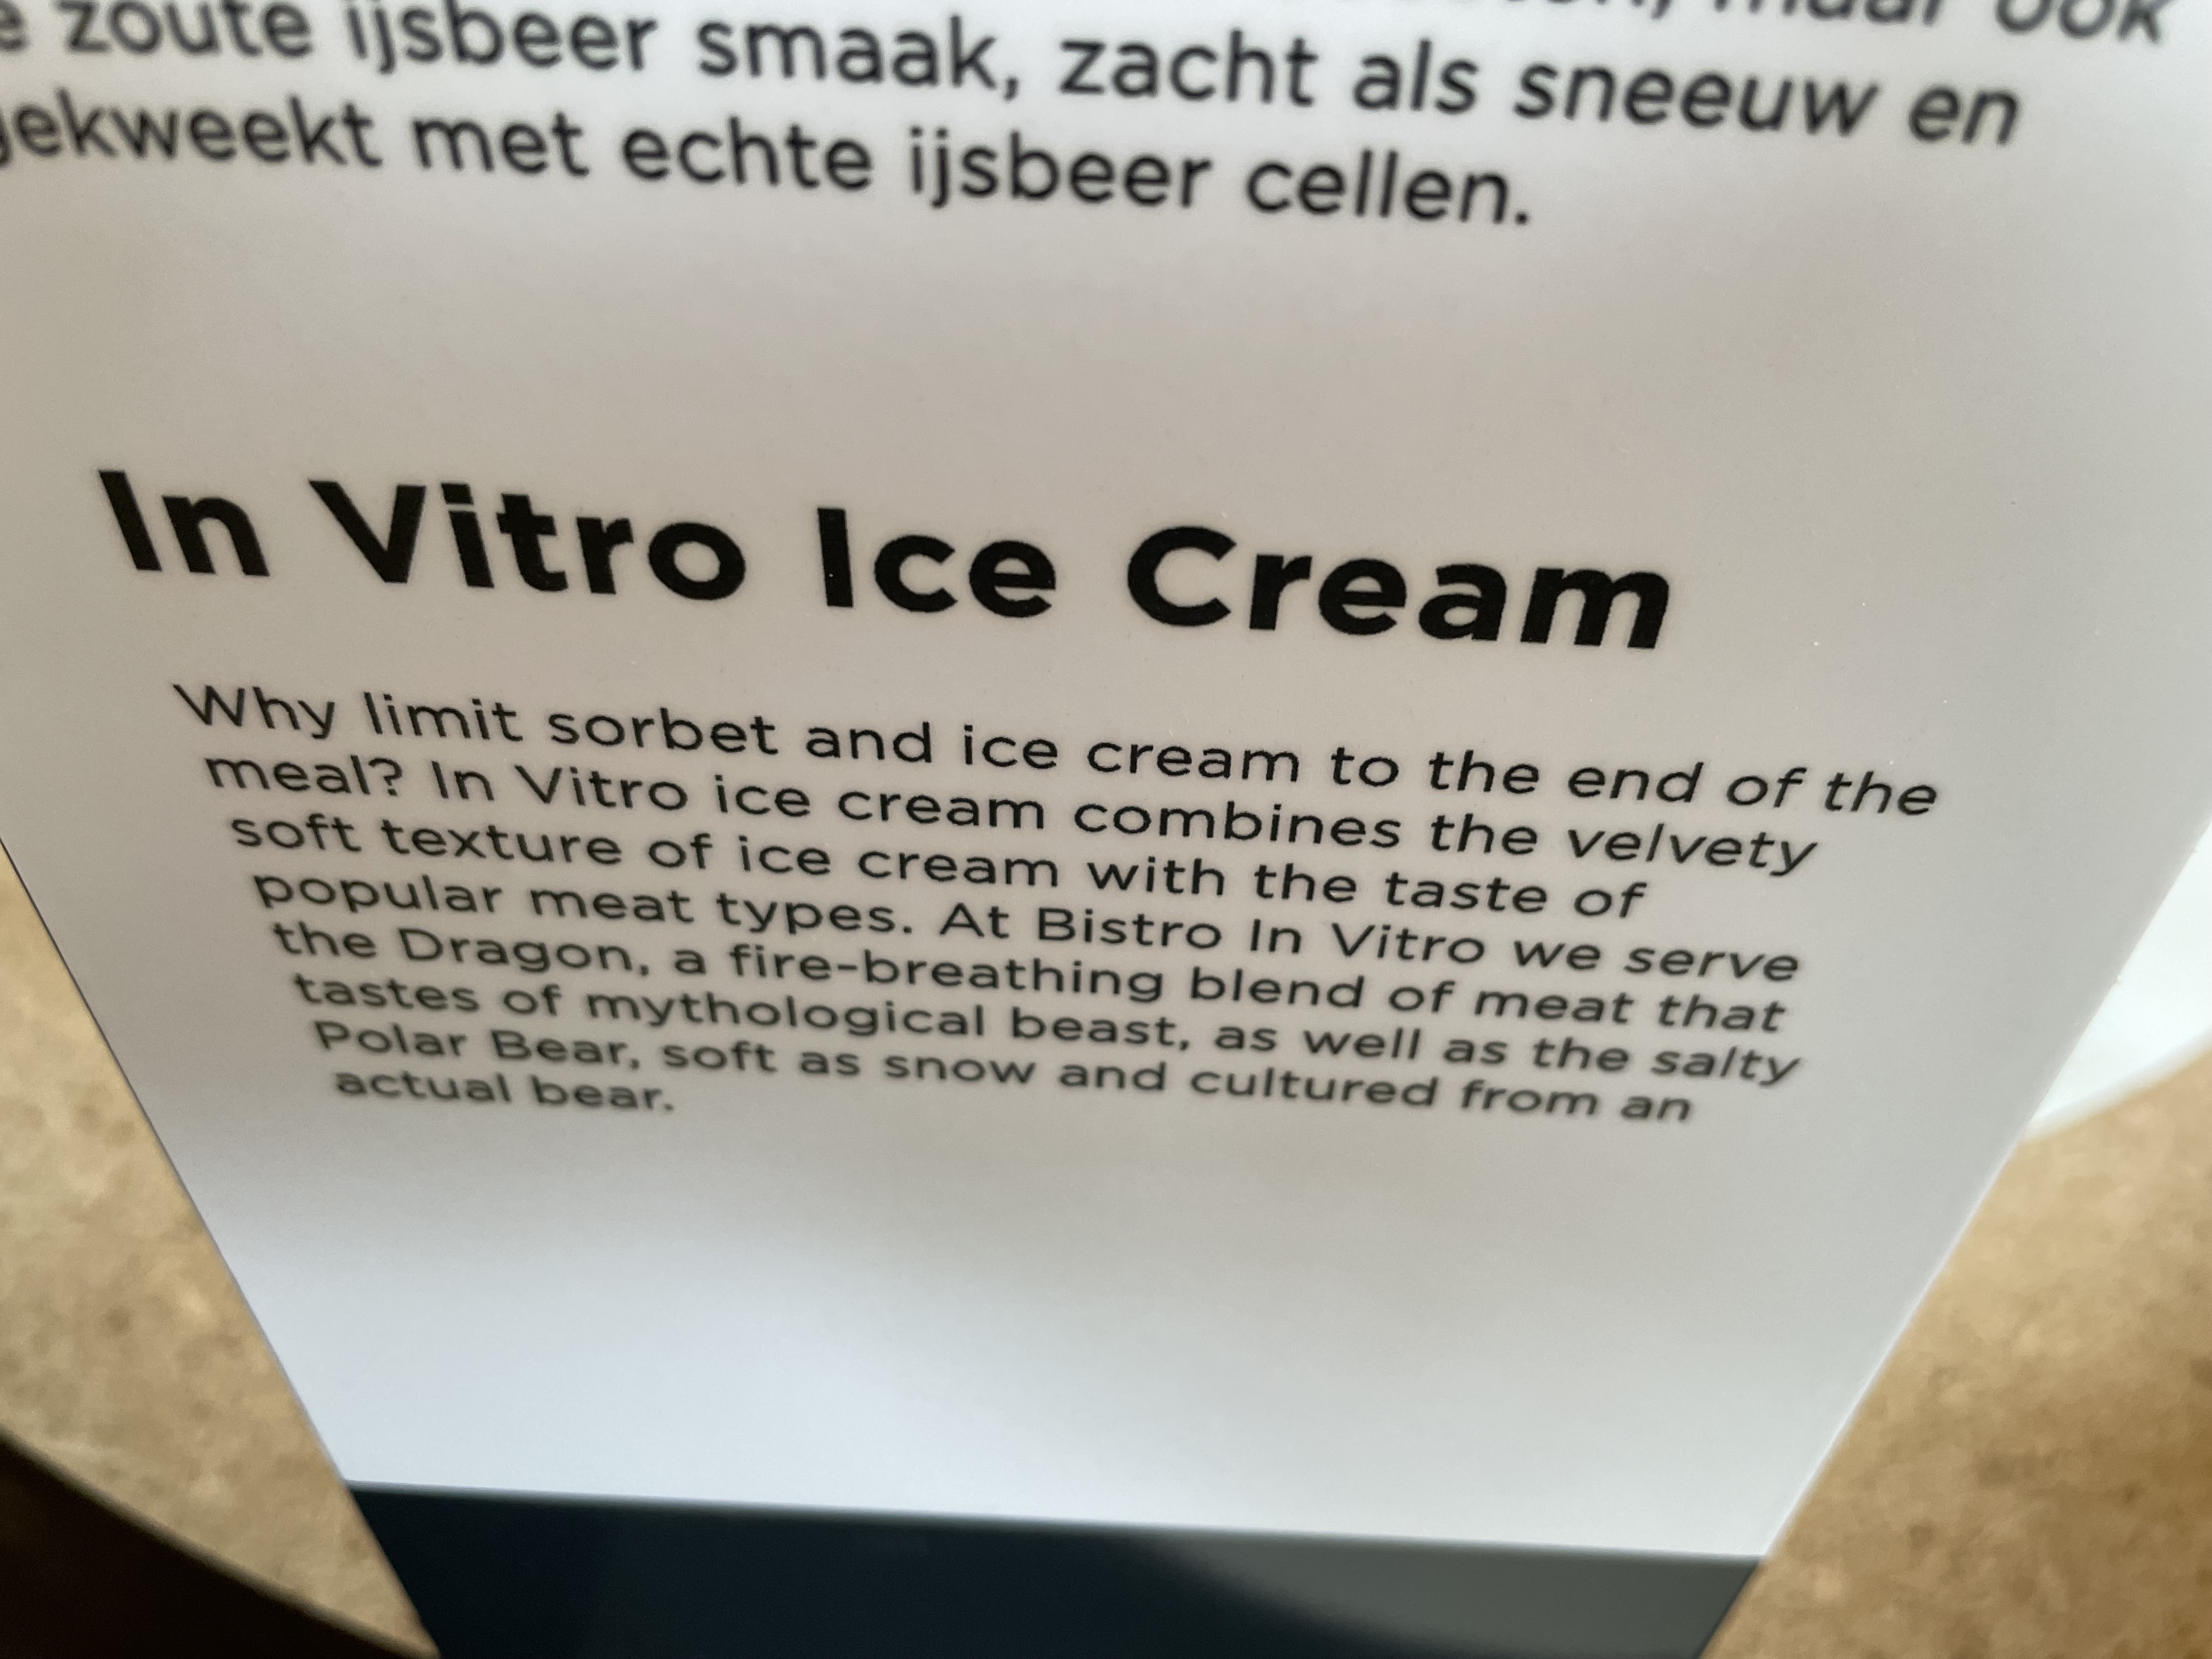 zoute ijsbeer smaak, zacht als sneeuw en
gekweekt met echte ijsbeer cellen.
In Vitro Ice Cream
Why limit sorbet and ice cream to the end of the
meal? In Vitro ice cream combines the velvety
soft texture of ice cream with the taste of
popular meat types. At Bistro In Vitro we serve
the Dragon, a fire-breathing blend of meat that
tastes of mythological beast, as well as the salty
Polar Bear, soft as snow and cultured from an
actual bear.